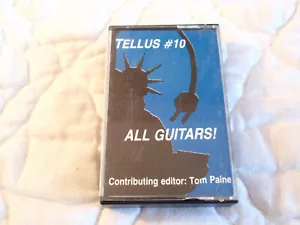 TELLUS #10
ALL GUITARS!
Contributing editor: Tom Paine